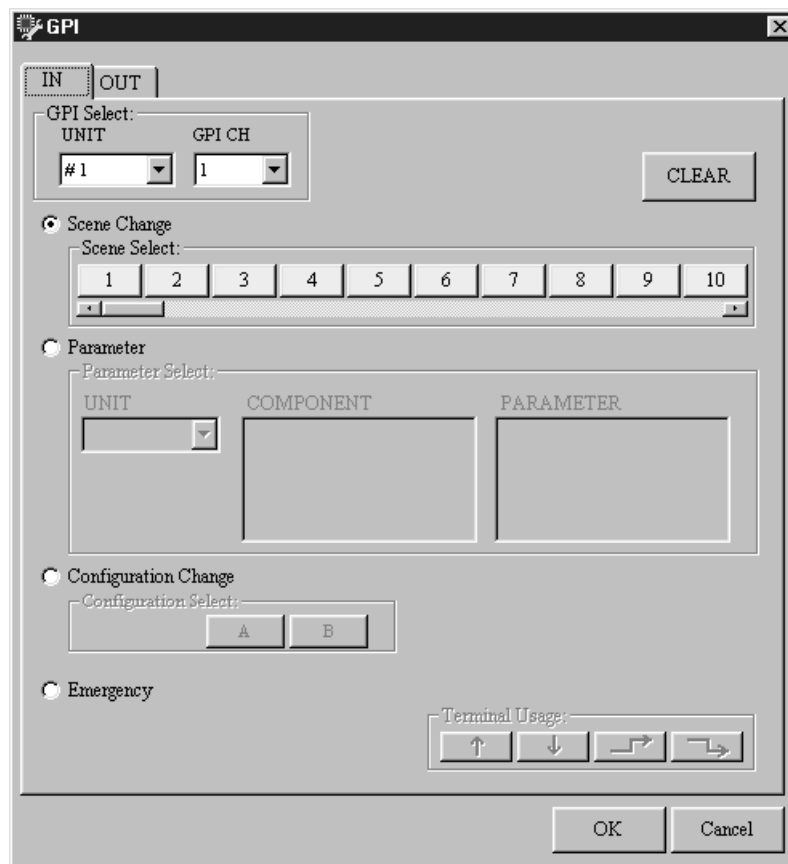 GPI
IN OUT
GPI Select:
UNIT GPI CH
#1 1
CLEAR
Scene Change
Scene Select:
1 2 3 4 5 6 7 8 9 10
Parameter
Parameter Select:
UNIT COMPONENT PARAMETER
Configuration Change
Configuration Select:
A B
Emergency
Terminal Usage:
OK Cancel